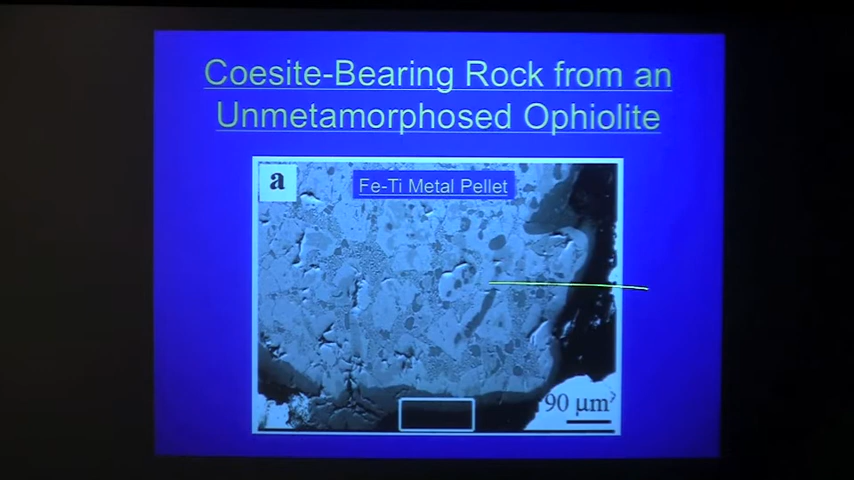 Coesite-Bearing Rock from an
Unmetamorphosed Ophiolite
a
Fe-Ti Metal Pellet
90 µm